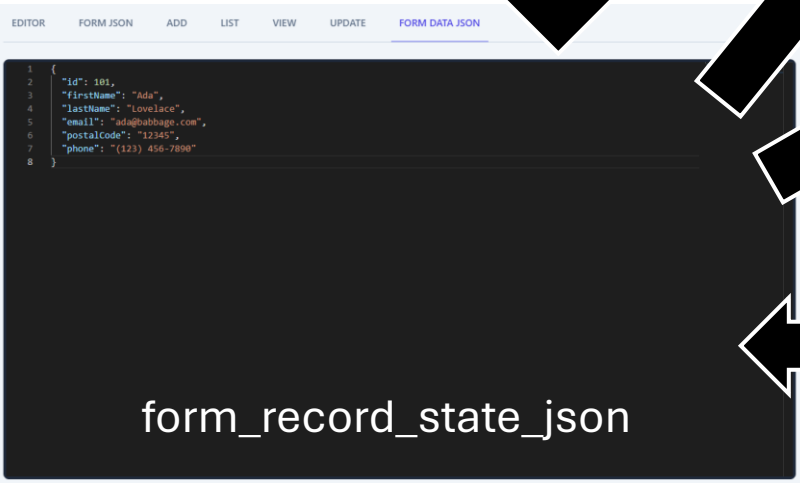 EDITOR FORM JSON ADD LIST VIEW UPDATE FORM DATA JSON
1 {
2 "id": 101,
3 "firstName": "Ada",
4 "lastName": "Lovelace",
5 "email": "ada@babbage.com",
6 "postalCode": "12345",
7 "phone": "(123) 456-7890"
8 }
form_record_state_json